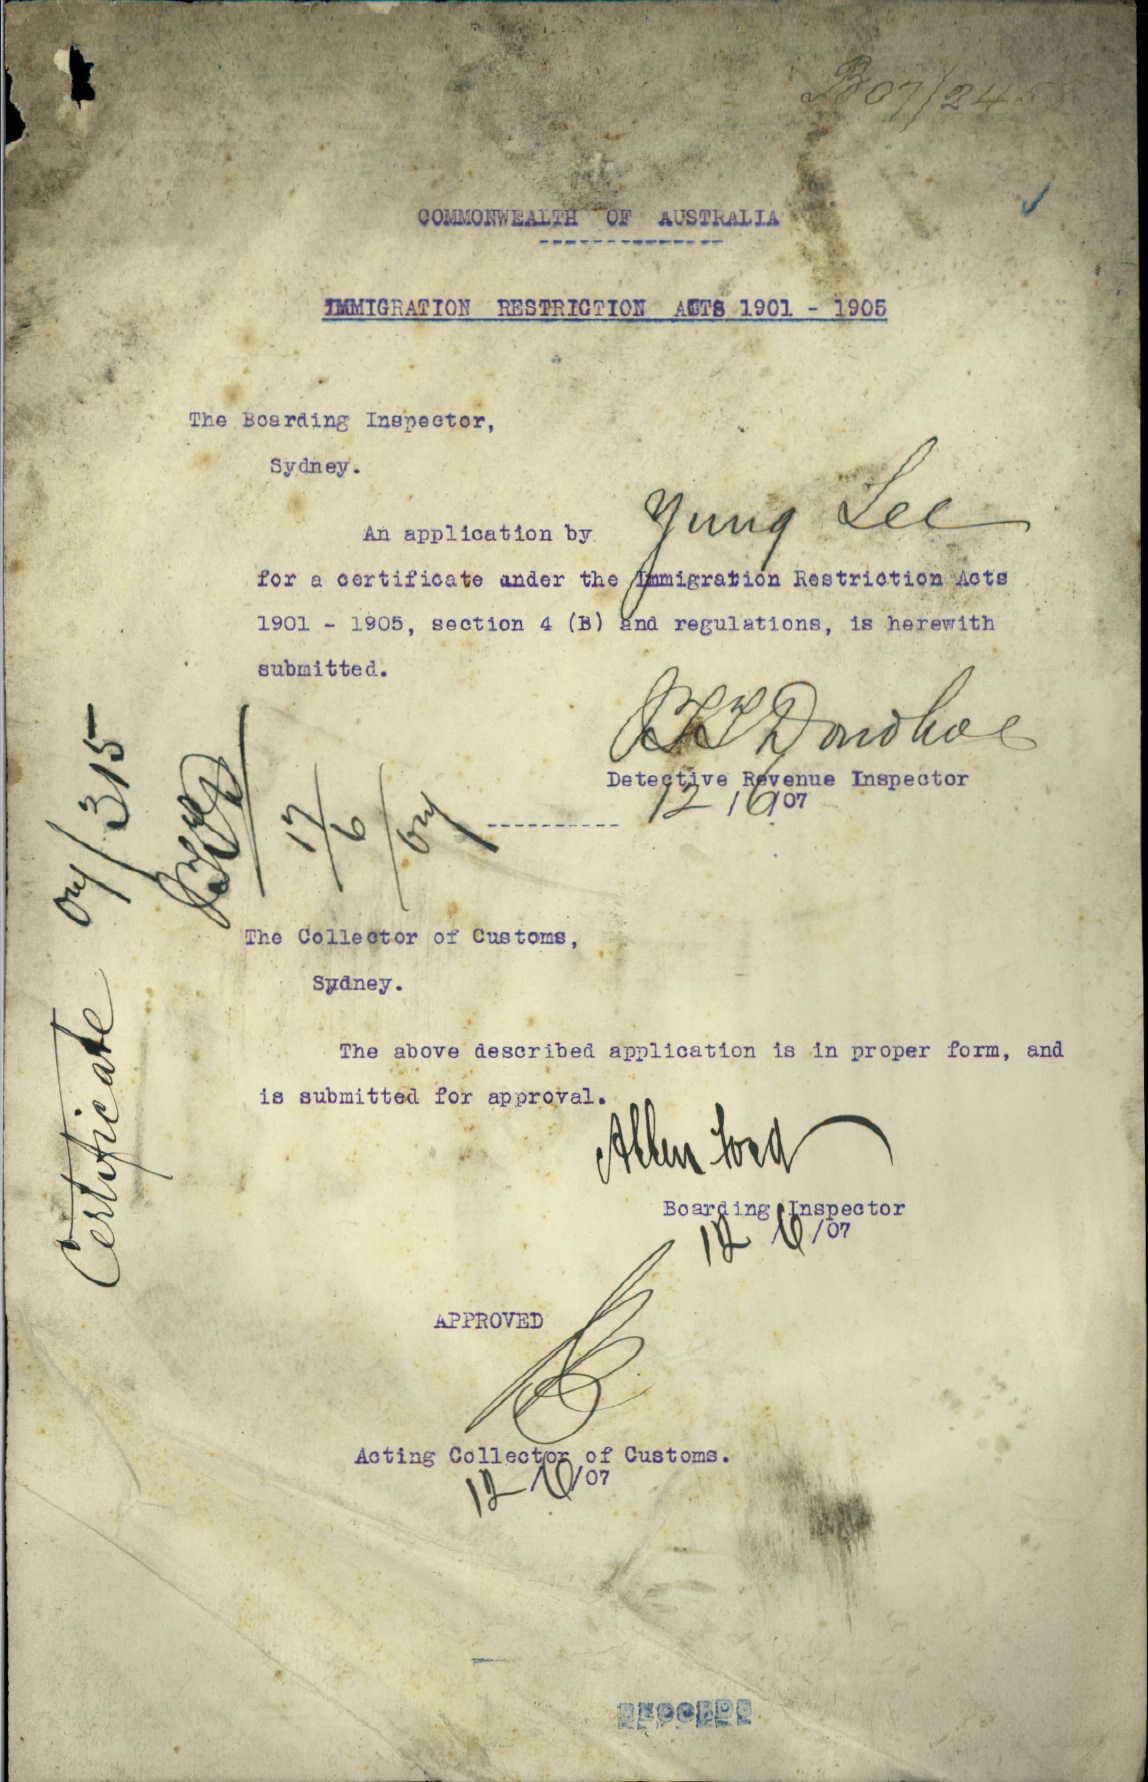 B07/245
COMMONWEALTH OF AUSTRALIA
IMMIGRATION RESTRICTION ACTS 1901 - 1905
The Boarding Inspector,
Sydney.
An application by Yung Lee
for a certificate under the Immigration Restriction Acts
1901 - 1905, section 4 (B) and regulations, is herewith
submitted.
Donohoe
Detective Revenue Inspector
12/6/07
Certificate 07/315
17/6/07
The Collector of Customs,
Sydney.
The above described application is in proper form, and
is submitted for approval.
Allen
Boarding Inspector
12/6/07
APPROVED
Acting Collector of Customs.
12/6/07